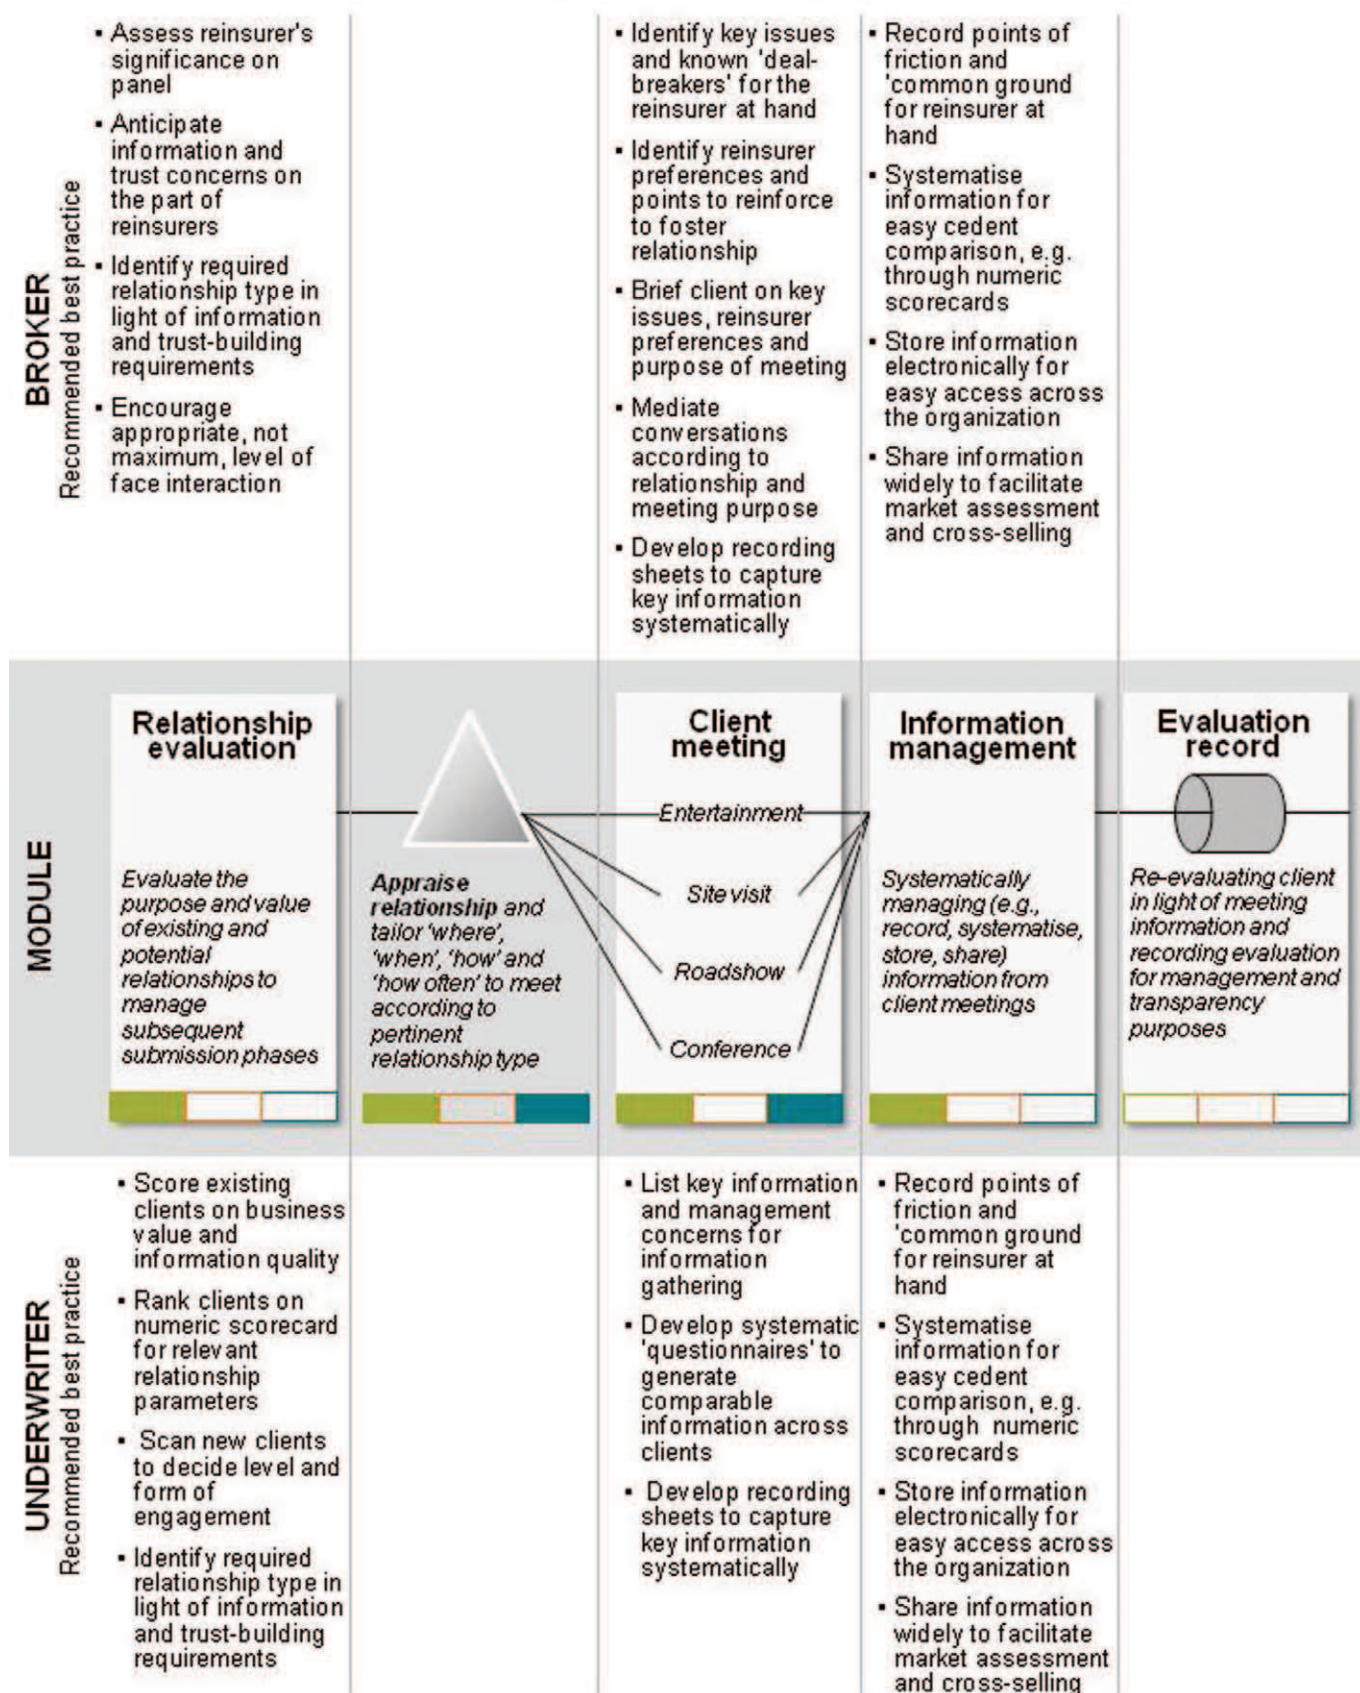 ▪ Assess reinsurer's
significance on
panel
▪ Anticipate
information and
trust concerns on
the part of
reinsurers
▪ Identify required
relationship type in
light of information
and trust-building
requirements
▪ Encourage
appropriate, not
maximum, level of
face interaction
▪ Identify key issues
and known 'deal-
breakers' for the
reinsurer at hand
▪ Identify reinsurer
preferences and
points to reinforce
to foster
relationship
▪ Brief client on key
issues, reinsurer
preferences and
purpose of meeting
▪ Mediate
conversations
according to
relationship and
meeting purpose
▪ Develop recording
sheets to capture
key information
systematically
▪ Record points of
friction and
'common ground
for reinsurer at
hand
▪ Systematise
information for
easy cedent
comparison, e.g.
through numeric
scorecards
▪ Store information
electronically for
easy access across
the organization
▪ Share information
widely to facilitate
market assessment
and cross-selling
BROKER
Recommended best practice
MODULE
Relationship
evaluation
Evaluate the
purpose and value
of existing and
potential
relationships to
manage
subsequent
submission phases
Appraise
relationship and
tailor 'where',
'when', 'how' and
'how often' to meet
according to
pertinent
relationship type
Client
meeting
Entertainment
Site visit
Roadshow
Conference
Information
management
Systematically
managing (e.g.,
record, systematise,
store, share)
information from
client meetings
Evaluation
record
Re-evaluating client
in light of meeting
information and
recording evaluation
for management and
transparency
purposes
UNDERWRITER
Recommended best practice
▪ Score existing
clients on business
value and
information quality
▪ Rank clients on
numeric scorecard
for relevant
relationship
parameters
▪ Scan new clients
to decide level and
form of
engagement
▪ Identify required
relationship type in
light of information
and trust-building
requirements
▪ List key information
and management
concerns for
information
gathering
▪ Develop systematic
'questionnaires' to
generate
comparable
information across
clients
▪ Develop recording
sheets to capture
key information
systematically
▪ Record points of
friction and
'common ground
for reinsurer at
hand
▪ Systematise
information for
easy cedent
comparison, e.g.
through numeric
scorecards
▪ Store information
electronically for
easy access across
the organization
▪ Share information
widely to facilitate
market assessment
and cross-selling